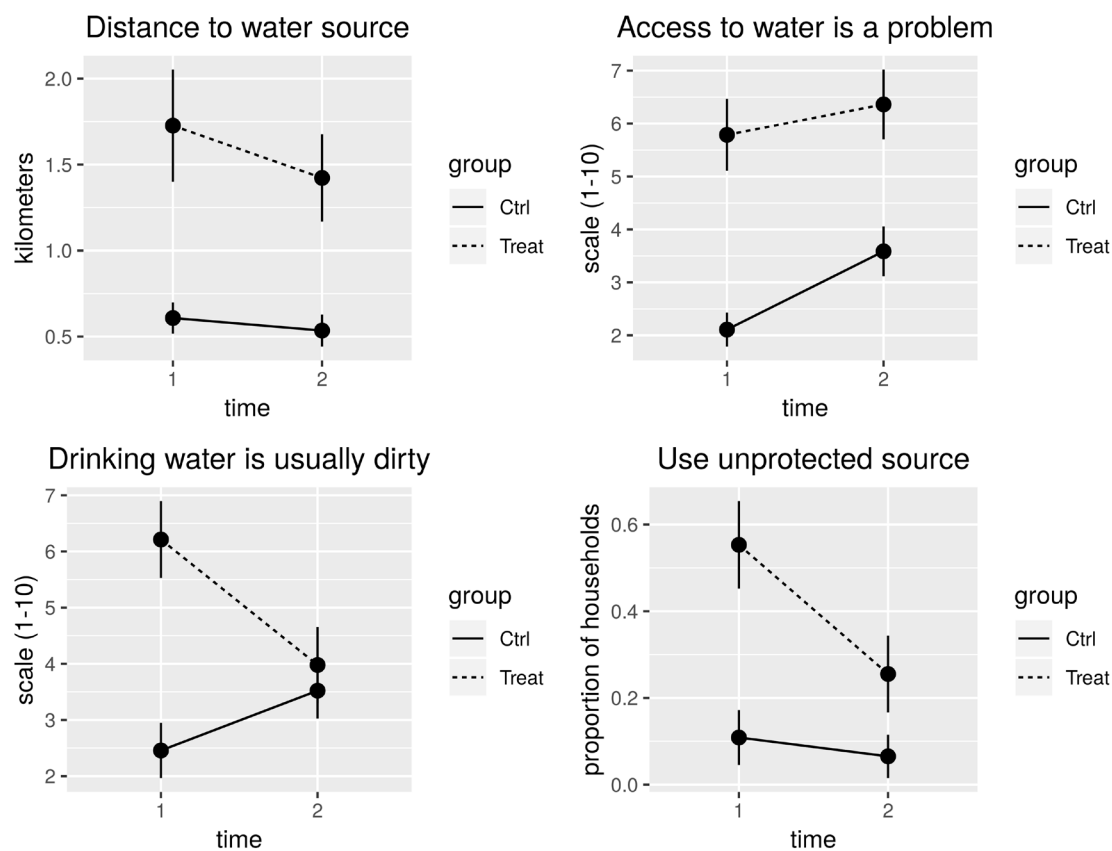 Distance to water source
2.0
1.5
1.0
0.5
kilometers
1 2
time
group
Ctrl
Treat
Access to water is a problem
7
6
5
4
3
2
scale (1-10)
1 2
time
group
Ctrl
Treat
Drinking water is usually dirty
7
6
5
4
3
2
scale (1-10)
1 2
time
group
Ctrl
Treat
Use unprotected source
0.6
0.4
0.2
0.0
proportion of households
1 2
time
group
Ctrl
Treat